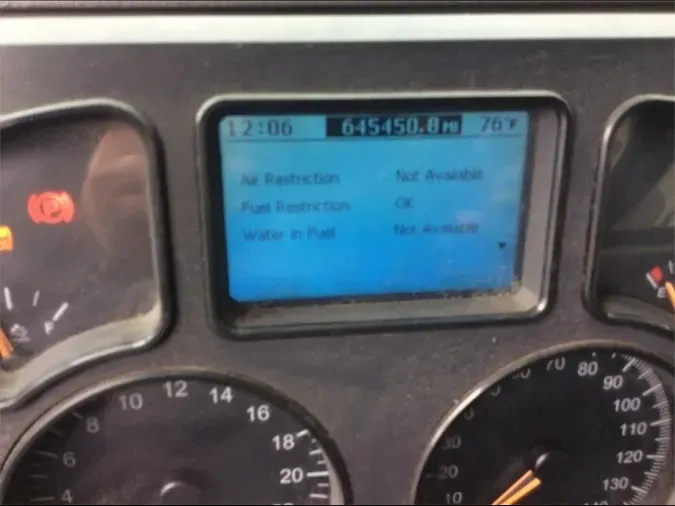 12:06 645450.8 MI 76°F
Air Restriction Not Available
Fuel Restriction OK
Water in Fuel Not Available
P
F
E
4 6 8 10 12 14 16 18 20
10 20 30 70 80 90 100 110 120 130